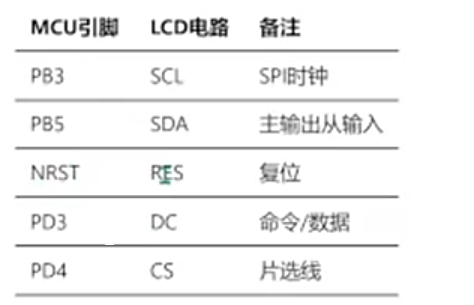 MCU引脚 LCD电路 备注
PB3 SCL SPI时钟
PB5 SDA 主输出从输入
NRST RES 复位
PD3 DC 命令/数据
PD4 CS 片选线